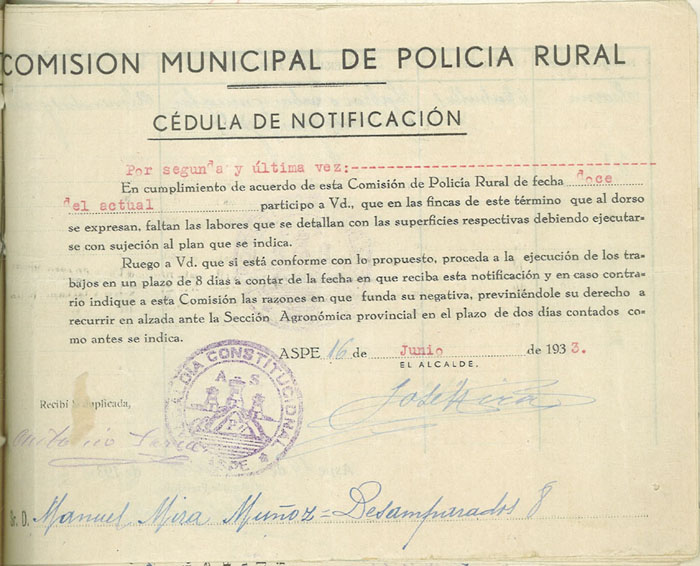 COMISION MUNICIPAL DE POLICIA RURAL
CÉDULA DE NOTIFICACIÓN
Por segunda y última vez:
En cumplimiento de acuerdo de esta Comisión de Policía Rural de fecha doce
del actual participo a Vd., que en las fincas de este término que al dorso
se expresan, faltan las labores que se detallan con las superficies respectivas debiendo ejecutar-
se con sujeción al plan que se indica.
Ruego a Vd. que si está conforme con lo propuesto, proceda a la ejecución de los tra-
bajos en un plazo de 8 días a contar de la fecha en que reciba esta notificación y en caso contra-
rio indique a esta Comisión las razones en que funda su negativa, previniéndole su derecho a
recurrir en alzada ante la Sección Agronómica provincial en el plazo de dos días contados co-
mo antes se indica.
ASPE 16 de Junio de 1933.
EL ALCALDE,
ALDIA CONSTITUCIONAL
A S
P
ASPE
Recibí la duplicada,
Antonio
José Mira
Sr. D. Manuel Mira Muñoz = Desamparados 8